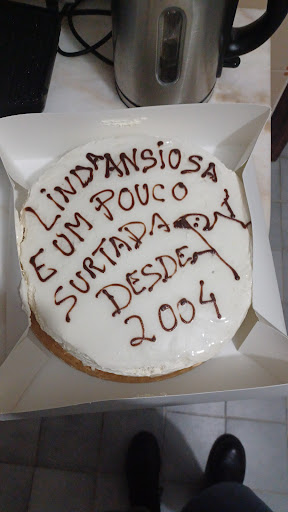 LINDA ANSIOSA
E UM POUCO
SURTADA
DESDE
2004